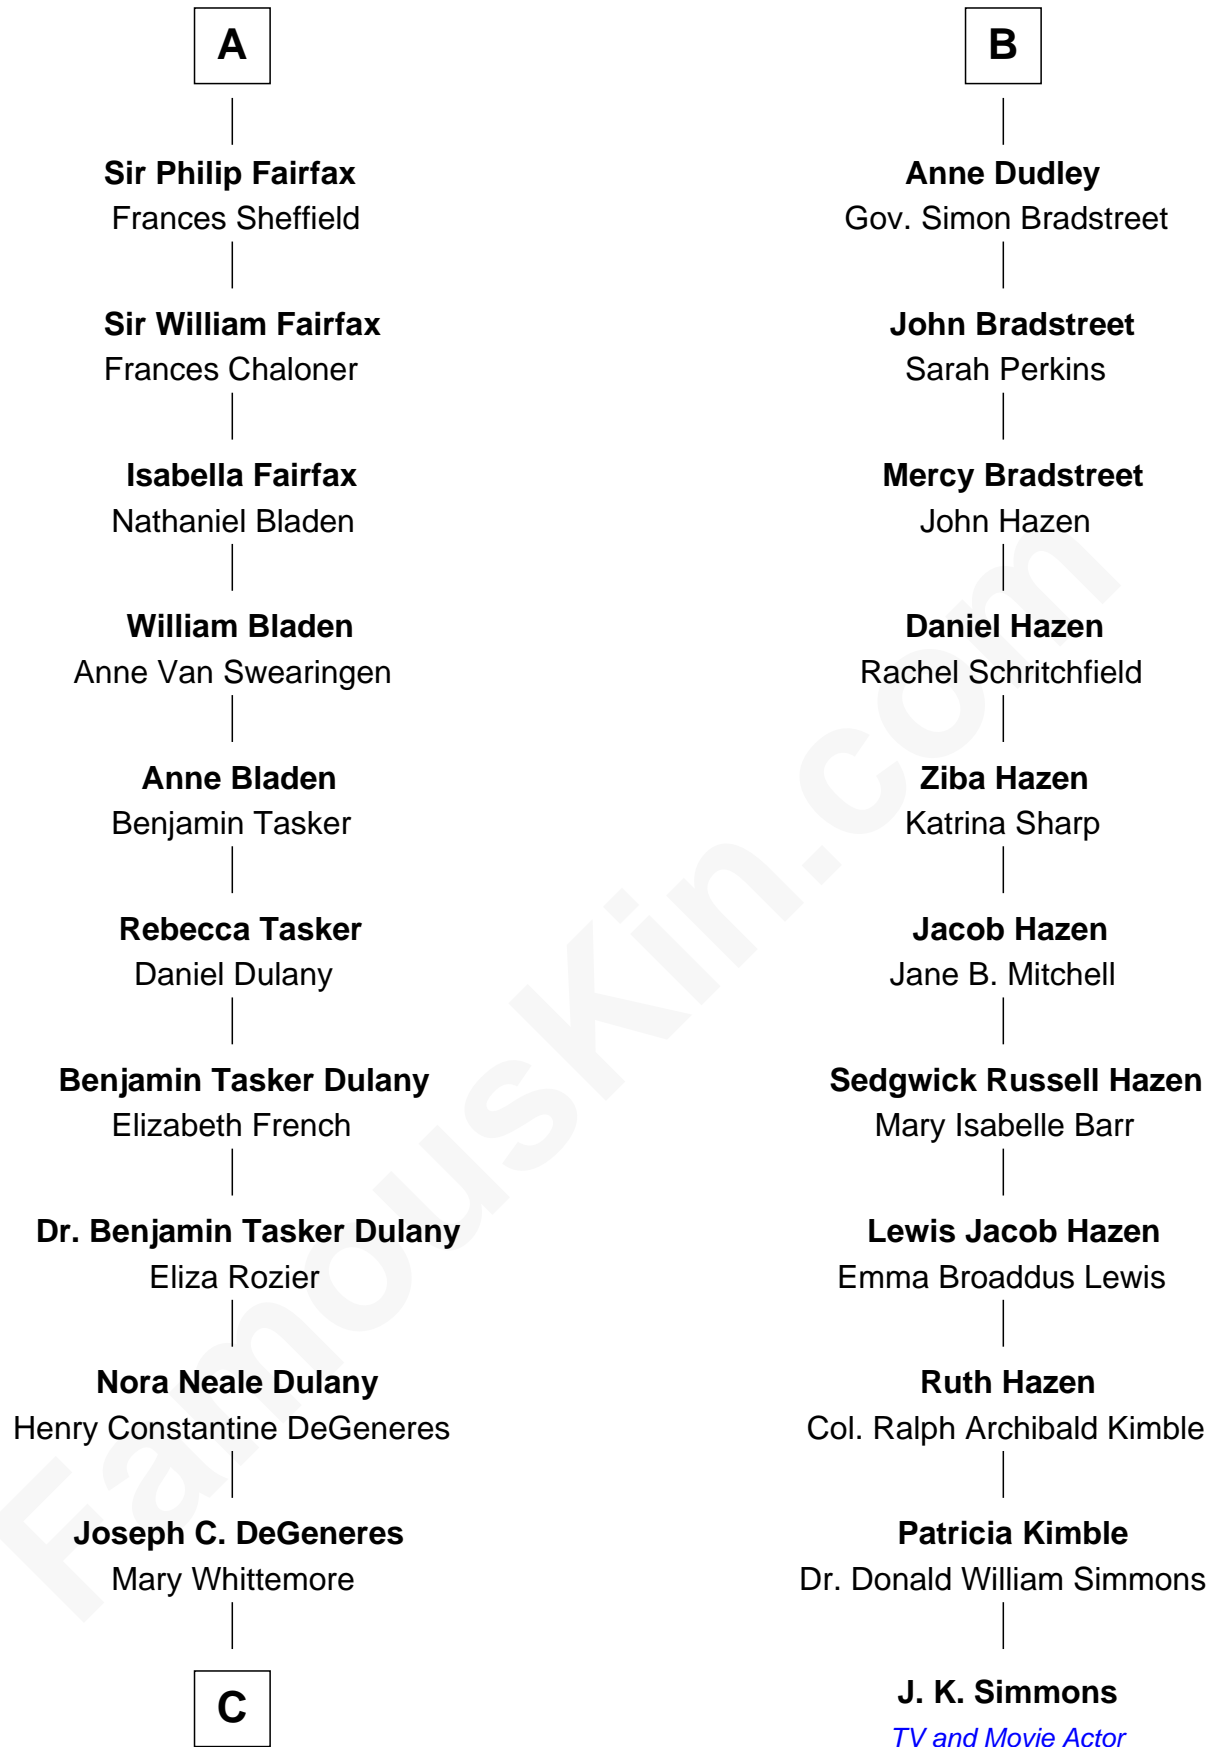 A
Sir Philip Fairfax
Frances Sheffield
Sir William Fairfax
Frances Chaloner
Isabella Fairfax
Nathaniel Bladen
William Bladen
Anne Van Swearingen
Anne Bladen
Benjamin Tasker
Rebecca Tasker
Daniel Dulany
Benjamin Tasker Dulany
Elizabeth French
Dr. Benjamin Tasker Dulany
Eliza Rozier
Nora Neale Dulany
Henry Constantine DeGeneres
Joseph C. DeGeneres
Mary Whittemore
C
B
Anne Dudley
Gov. Simon Bradstreet
John Bradstreet
Sarah Perkins
Mercy Bradstreet
John Hazen
Daniel Hazen
Rachel Schritchfield
Ziba Hazen
Katrina Sharp
Jacob Hazen
Jane B. Mitchell
Sedgwick Russell Hazen
Mary Isabelle Barr
Lewis Jacob Hazen
Emma Broaddus Lewis
Ruth Hazen
Col. Ralph Archibald Kimble
Patricia Kimble
Dr. Donald William Simmons
J. K. Simmons
TV and Movie Actor
FamousKin.com